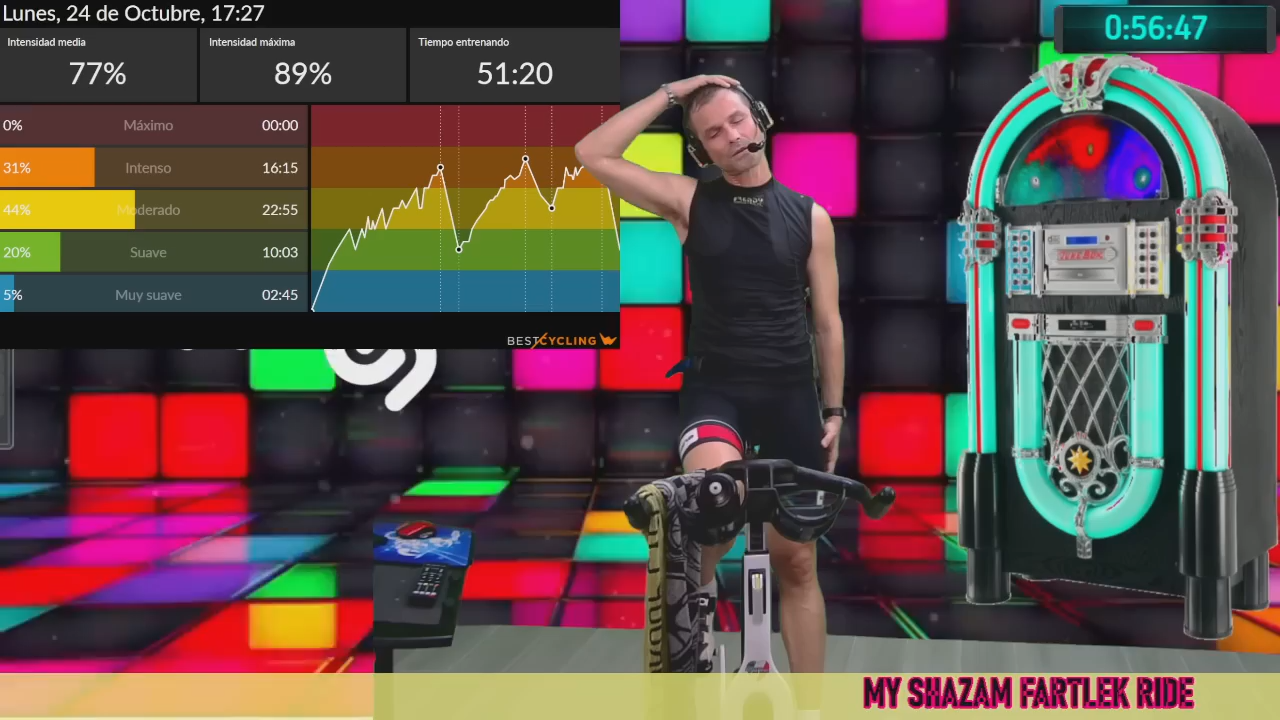 Lunes, 24 de Octubre, 17:27
Intensidad media
77%
Intensidad máxima
89%
Tiempo entrenando
51:20
0:56:47
0% Máximo 00:00
31% Intenso 16:15
44% Moderado 22:55
20% Suave 10:03
5% Muy suave 02:45
BESTCYCLING
MY SHAZAM FARTLEK RIDE